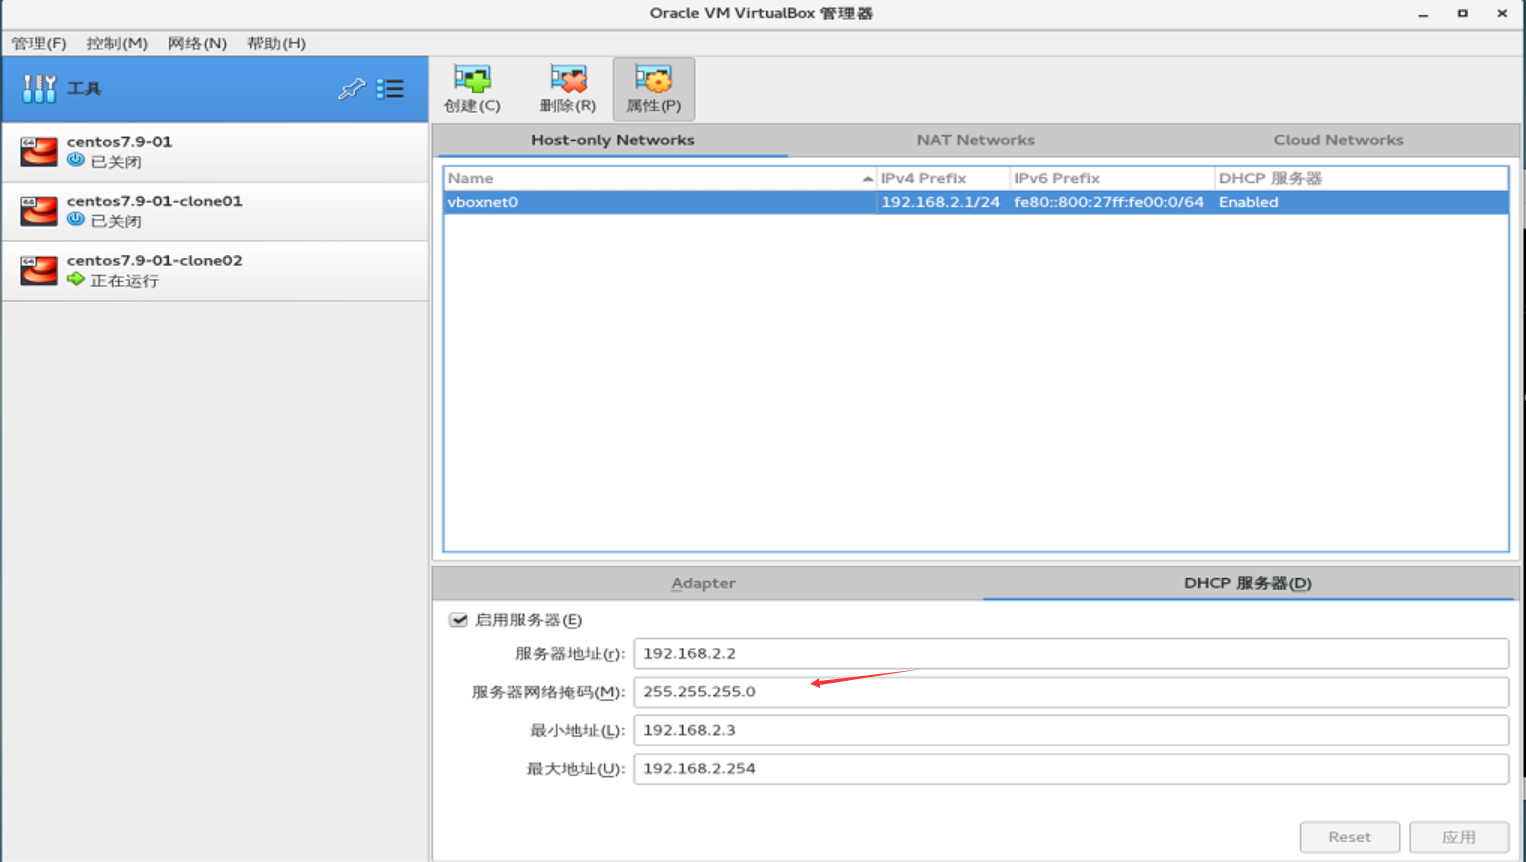 Oracle VM VirtualBox 管理器
管理(F) 控制(M) 网络(N) 帮助(H)
工具
创建(C) 删除(R) 属性(P)
centos7.9-01
已关闭
centos7.9-01-clone01
已关闭
centos7.9-01-clone02
正在运行
Host-only Networks NAT Networks Cloud Networks
Name IPv4 Prefix IPv6 Prefix DHCP 服务器
vboxnet0 192.168.2.1/24 fe80::800:27ff:fe00:0/64 Enabled
Adapter DHCP 服务器(D)
启用服务器(E)
服务器地址(r): 192.168.2.2
服务器网络掩码(M): 255.255.255.0
最小地址(L): 192.168.2.3
最大地址(U): 192.168.2.254
Reset 应用